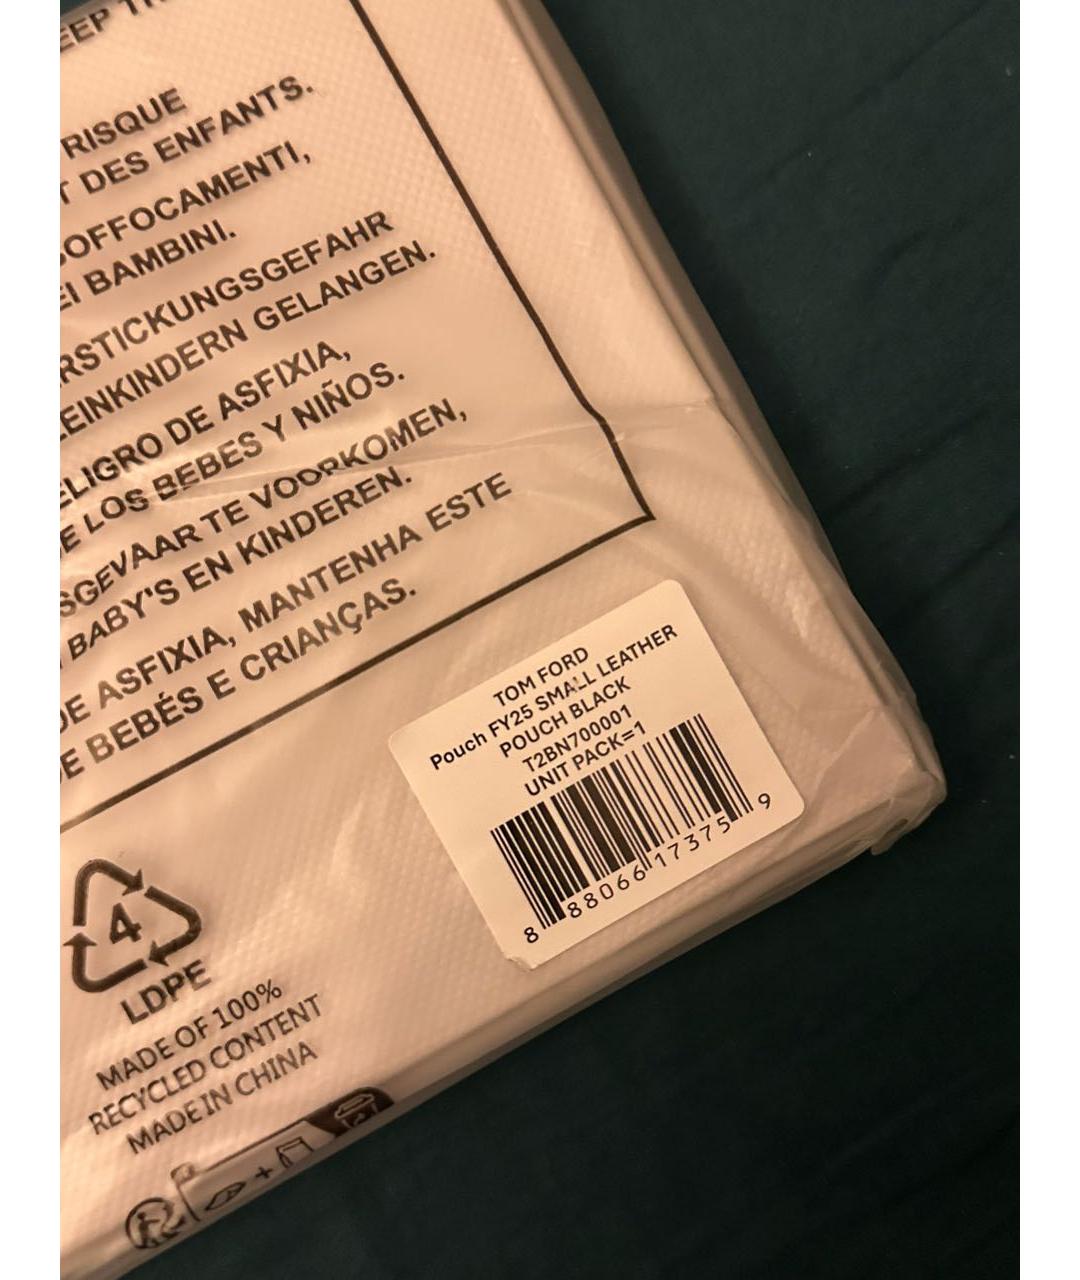 EEP
RISQUE
T DES ENFANTS.
SOFFOCAMENTI,
EI BAMBINI.
RSTICKUNGSGEFAHR
LEINKINDERN GELANGEN.
ELIGRO DE ASFIXIA,
E LOS BEBES Y NIÑOS.
SGEVAAR TE VOORKOMEN,
BABY'S EN KINDEREN.
DE ASFIXIA, MANTENHA ESTE
E BEBÉS E CRIANÇAS.
TOM FORD
Pouch FY25 SMALL LEATHER
POUCH BLACK
T2BN700001
UNIT PACK=1
8 88066 17375 9
4
LDPE
MADE OF 100%
RECYCLED CONTENT
MADE IN CHINA